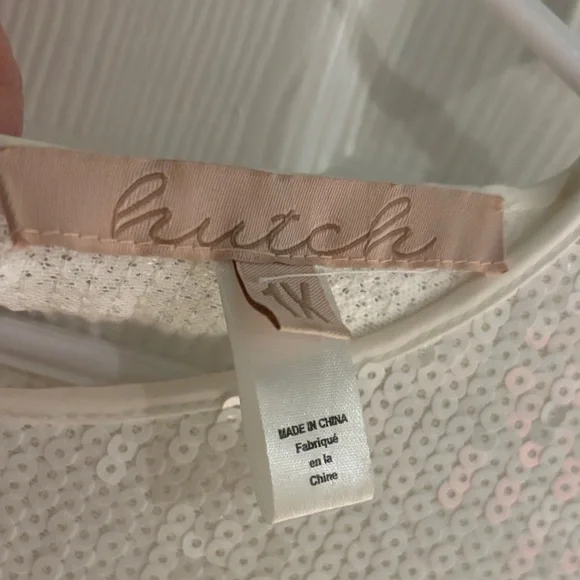 hutch
1X
MADE IN CHINA
Fabriqué
en la
Chine